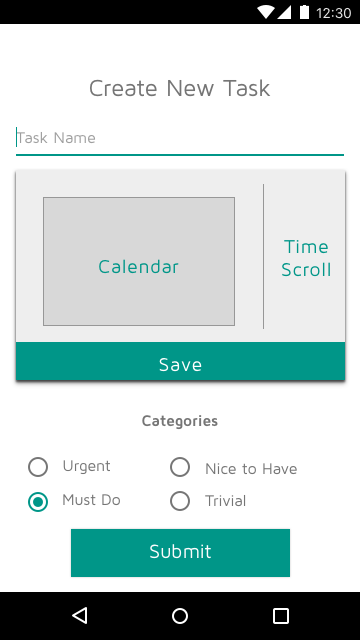 12:30
Create New Task
Task Name
Calendar
Time
Scroll
Save
Categories
Urgent
Nice to Have
Must Do
Trivial
Submit